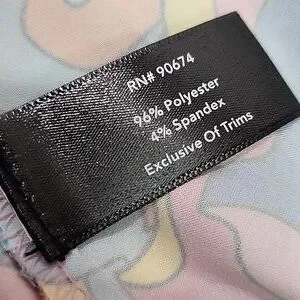 RN# 90674
96% Polyester
4% Spandex
Exclusive Of Trims